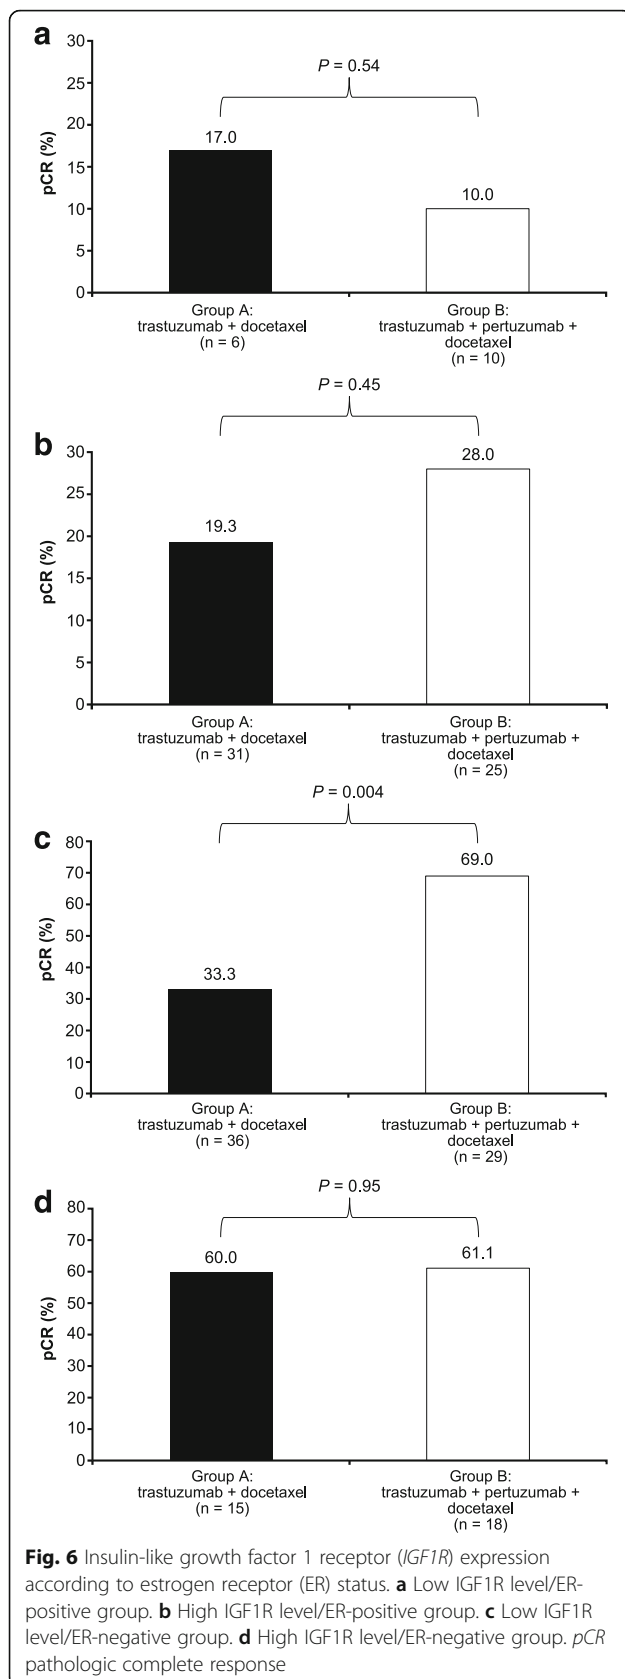 a
30
25
20
15
10
5
0
pCR (%)
P = 0.54
17.0
10.0
Group A:
trastuzumab + docetaxel
(n = 6)
Group B:
trastuzumab + pertuzumab +
docetaxel
(n = 10)
b
30
25
20
15
10
5
0
pCR (%)
P = 0.45
19.3
28.0
Group A:
trastuzumab + docetaxel
(n = 31)
Group B:
trastuzumab + pertuzumab +
docetaxel
(n = 25)
c
80
70
60
50
40
30
20
10
0
pCR (%)
P = 0.004
33.3
69.0
Group A:
trastuzumab + docetaxel
(n = 36)
Group B:
trastuzumab + pertuzumab +
docetaxel
(n = 29)
d
80
70
60
50
40
30
20
10
0
pCR (%)
P = 0.95
60.0
61.1
Group A:
trastuzumab + docetaxel
(n = 15)
Group B:
trastuzumab + pertuzumab +
docetaxel
(n = 18)
Fig. 6 Insulin-like growth factor 1 receptor (IGF1R) expression
according to estrogen receptor (ER) status. a Low IGF1R level/ER-
positive group. b High IGF1R level/ER-positive group. c Low IGF1R
level/ER-negative group. d High IGF1R level/ER-negative group. pCR
pathologic complete response